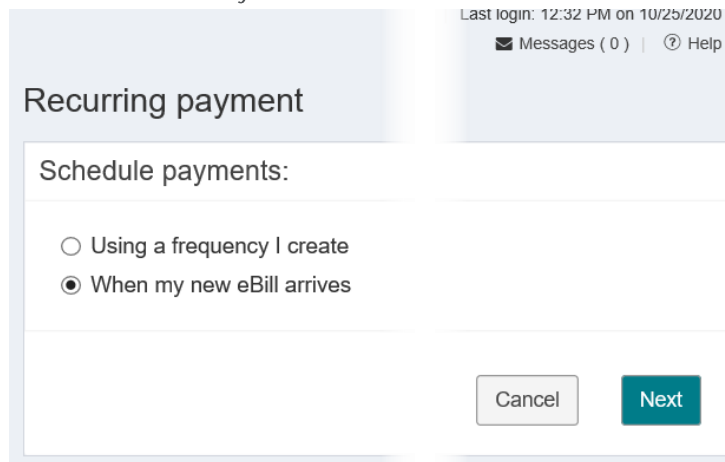 Last login: 12:32 PM on 10/25/2020
Messages ( 0 ) | ? Help
Recurring payment
Schedule payments:
Using a frequency I create
When my new eBill arrives
Cancel Next